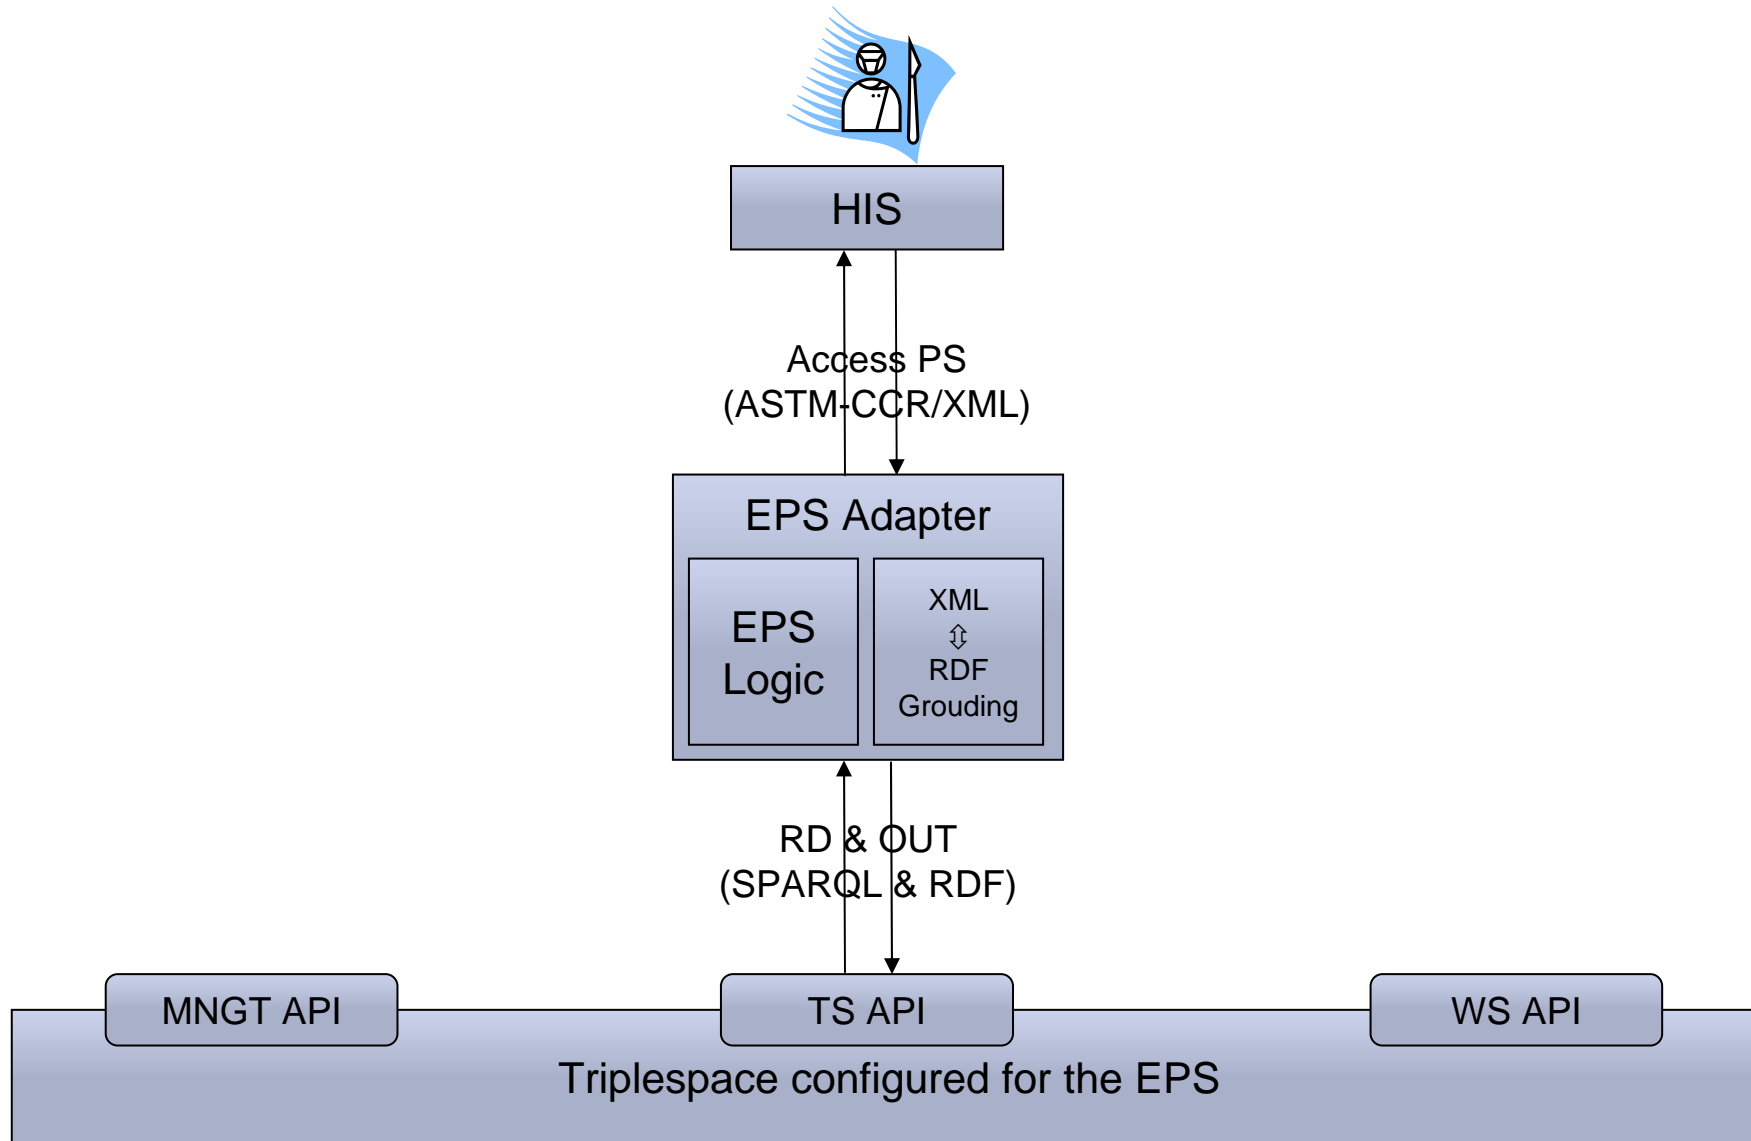 HIS
Access PS
(ASTM-CCR/XML)
EPS Adapter
EPS
Logic
XML
⇳
RDF
Grouding
RD & OUT
(SPARQL & RDF)
MNGT API
TS API
WS API
Triplespace configured for the EPS